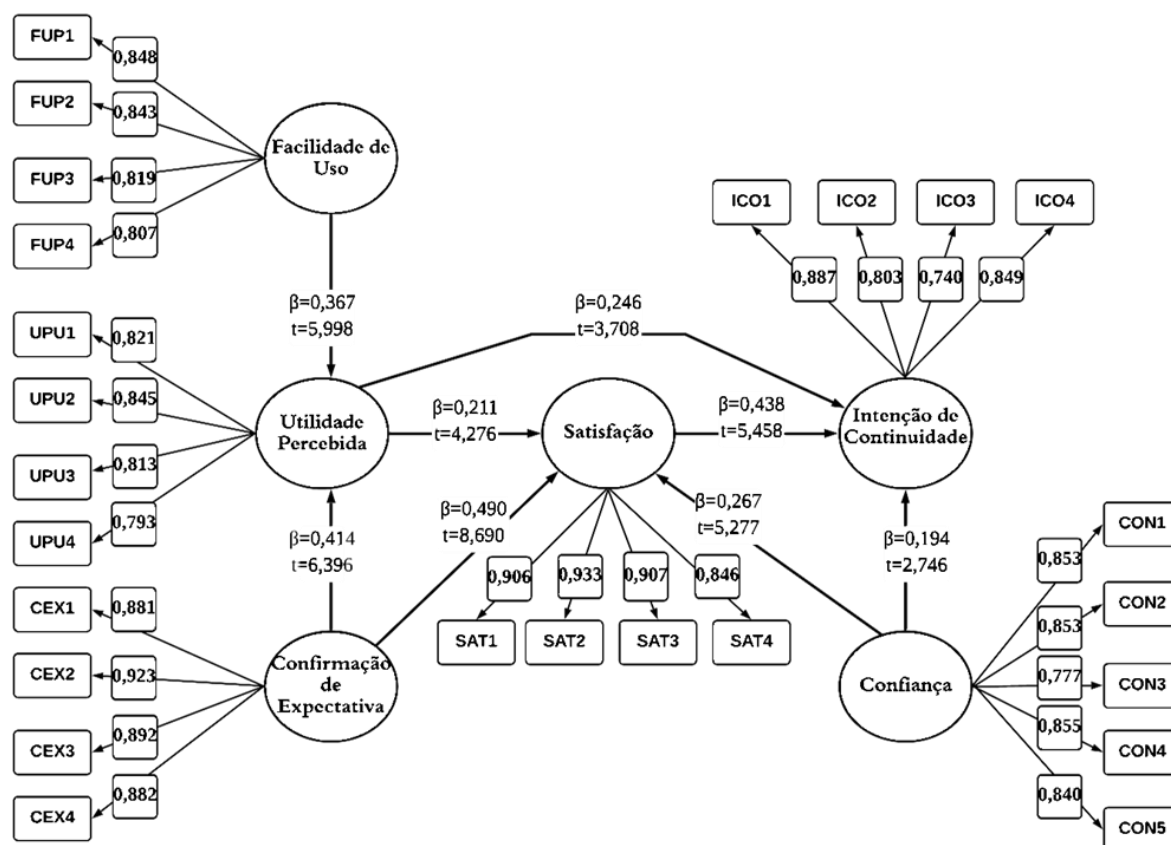 FUP1
0,848
FUP2
0,843
FUP3
0,819
FUP4
0,807
Facilidade de
Uso
ICO1
ICO2
ICO3
ICO4
0,887
0,803
0,740
0,849
β=0,367
t=5,998
β=0,246
t=3,708
UPU1
0,821
UPU2
0,845
UPU3
0,813
UPU4
0,793
Utilidade
Percebida
β=0,211
t=4,276
Satisfação
β=0,438
t=5,458
Intenção de
Continuidade
β=0,414
t=6,396
β=0,490
t=8,690
β=0,267
t=5,277
β=0,194
t=2,746
0,906
0,933
0,907
0,846
SAT1
SAT2
SAT3
SAT4
CEX1
0,881
CEX2
0,923
CEX3
0,892
CEX4
0,882
Confirmação
de
Expectativa
Confiança
CON1
0,853
CON2
0,853
CON3
0,777
CON4
0,855
CON5
0,840